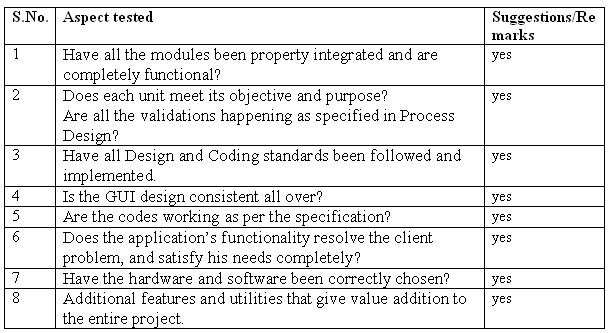 S.No. Aspect tested Suggestions/Re
marks
1 Have all the modules been property integrated and are yes
completely functional?
2 Does each unit meet its objective and purpose? yes
Are all the validations happening as specified in Process
Design?
3 Have all Design and Coding standards been followed and yes
implemented.
4 Is the GUI design consistent all over? yes
5 Are the codes working as per the specification? yes
6 Does the application's functionality resolve the client yes
problem, and satisfy his needs completely?
7 Have the hardware and software been correctly chosen? yes
8 Additional features and utilities that give value addition to yes
the entire project.